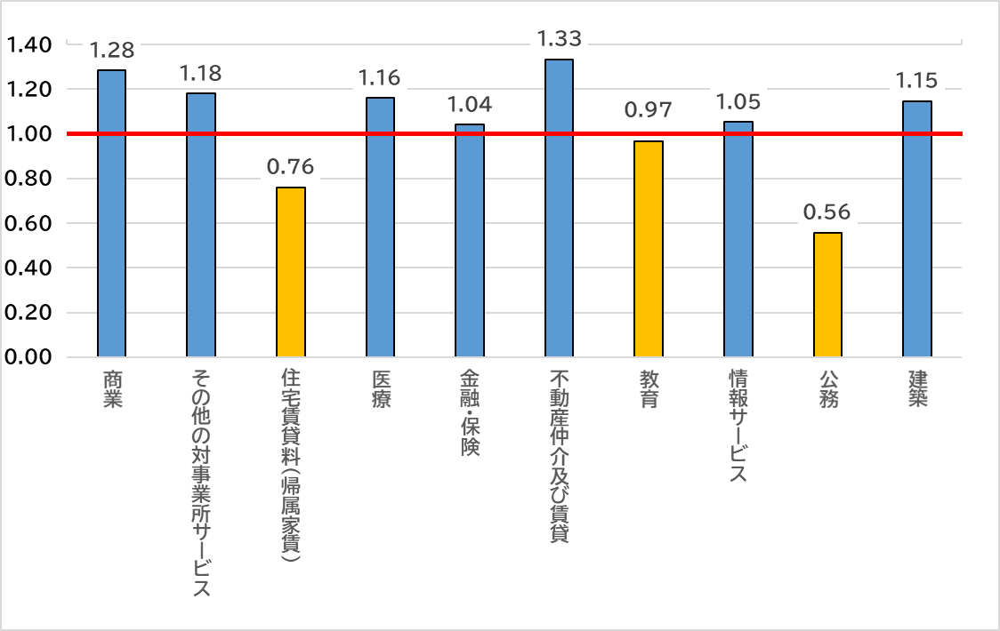 1.40
1.20
1.00
0.80
0.60
0.40
0.20
0.00
1.28
1.18
0.76
1.16
1.04
1.33
0.97
1.05
0.56
1.15
商業
その他の対事業所サービス
住宅賃貸料(帰属家賃)
医療
金融・保険
不動産仲介及び賃貸
教育
情報サービス
公務
建築